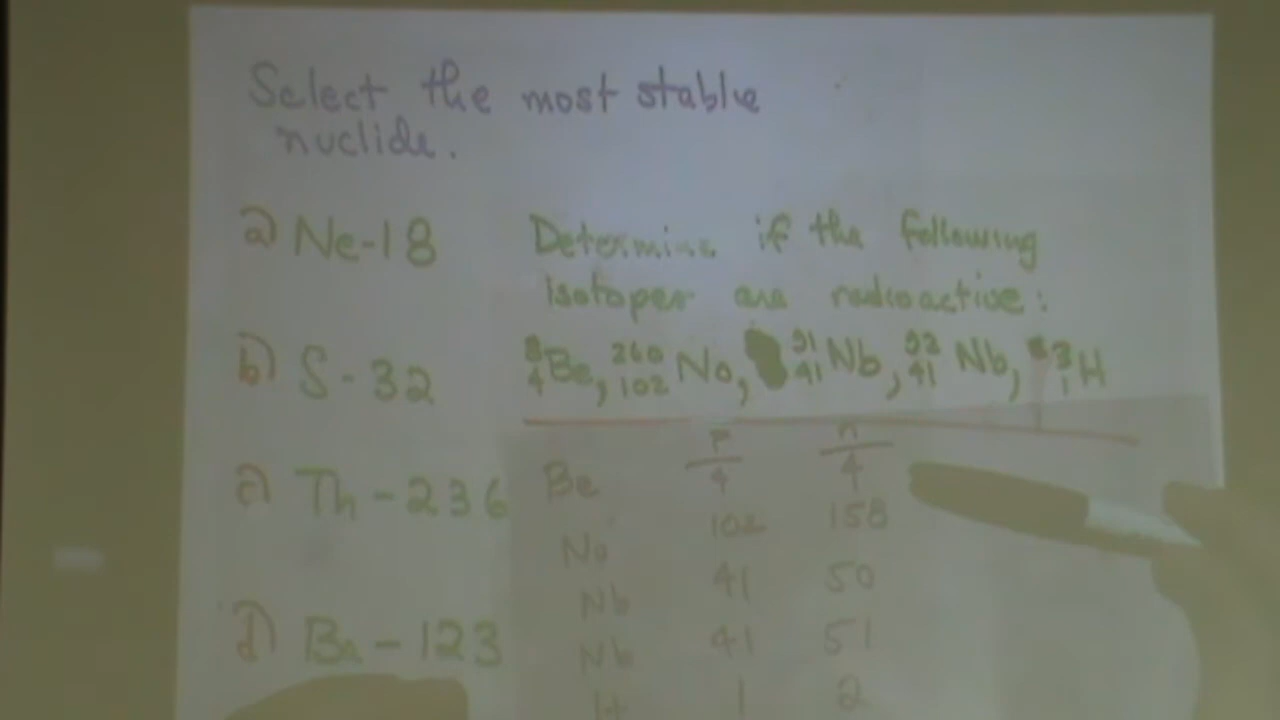 Select the most stable
nuclide.
a) Ne-18
b) S-32
c) Th-236
d) Ba-123
Determine if the following
isotopes are radioactive:
⁸₄Be, ²⁶⁰₁₀₂No, ⁹¹₄₁Nb, ⁹²₄₁Nb, ³₁H
P n
Be 4 4
No 102 158
Nb 41 50
Nb 41 51
H 1 2